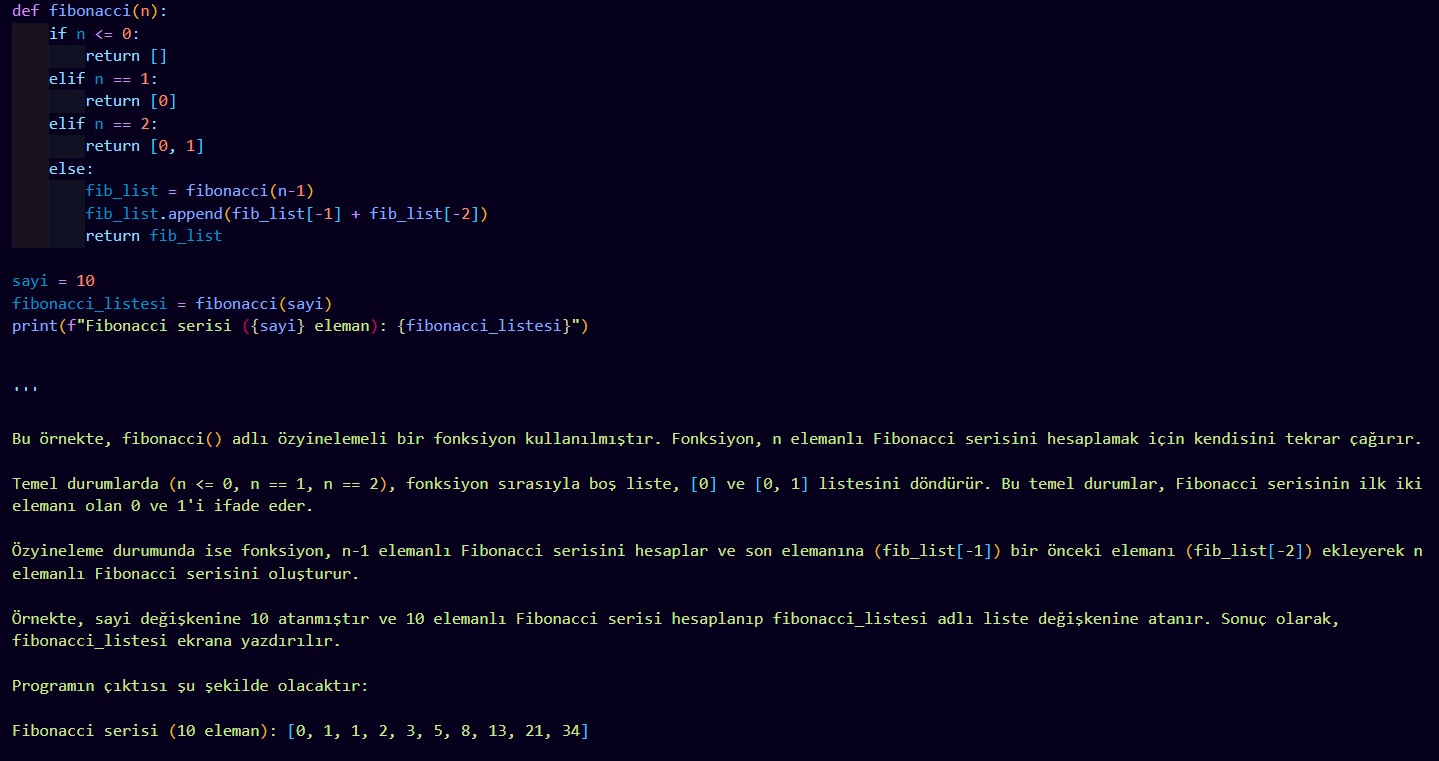 def fibonacci(n):
    if n <= 0:
        return []
    elif n == 1:
        return [0]
    elif n == 2:
        return [0, 1]
    else:
        fib_list = fibonacci(n-1)
        fib_list.append(fib_list[-1] + fib_list[-2])
        return fib_list
sayi = 10
fibonacci_listesi = fibonacci(sayi)
print(f"Fibonacci serisi ({sayi} eleman): {fibonacci_listesi}")
'''
Bu örnekte, fibonacci() adlı özyinelemeli bir fonksiyon kullanılmıştır. Fonksiyon, n elemanlı Fibonacci serisini hesaplamak için kendisini tekrar çağırır.
Temel durumlarda (n <= 0, n == 1, n == 2), fonksiyon sırasıyla boş liste, [0] ve [0, 1] listesini döndürür. Bu temel durumlar, Fibonacci serisinin ilk iki
elemanı olan 0 ve 1'i ifade eder.
Özyineleme durumunda ise fonksiyon, n-1 elemanlı Fibonacci serisini hesaplar ve son elemanına (fib_list[-1]) bir önceki elemanı (fib_list[-2]) ekleyerek n
elemanlı Fibonacci serisini oluşturur.
Örnekte, sayi değişkenine 10 atanmıştır ve 10 elemanlı Fibonacci serisi hesaplanıp fibonacci_listesi adlı liste değişkenine atanır. Sonuç olarak,
fibonacci_listesi ekrana yazdırılır.
Programın çıktısı şu şekilde olacaktır:
Fibonacci serisi (10 eleman): [0, 1, 1, 2, 3, 5, 8, 13, 21, 34]